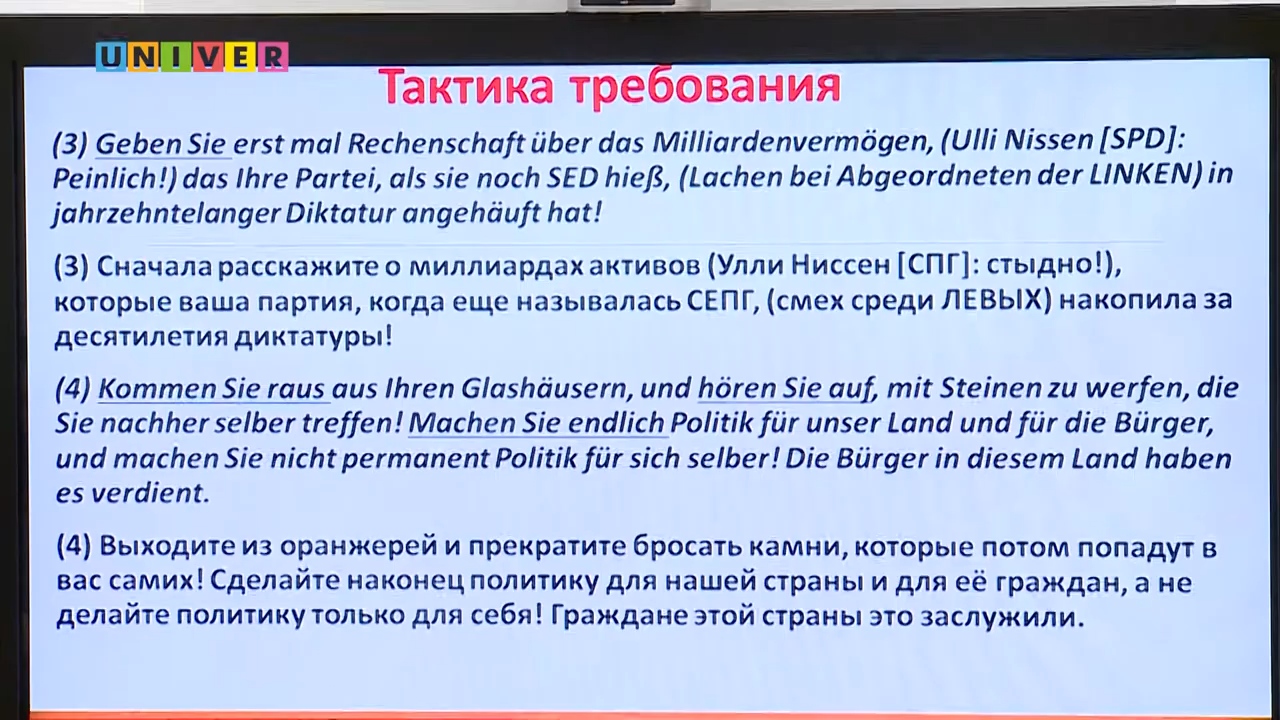 UNIVER
Тактика требования
(3) Geben Sie erst mal Rechenschaft über das Milliardenvermögen, (Ulli Nissen [SPD]:
Peinlich!) das Ihre Partei, als sie noch SED hieß, (Lachen bei Abgeordneten der LINKEN) in
jahrzehntelanger Diktatur angehäuft hat!
(3) Сначала расскажите о миллиардах активов (Улли Ниссен [СПГ]: стыдно!),
которые ваша партия, когда еще называлась СЕПГ, (смех среди ЛЕВЫХ) накопила за
десятилетия диктатуры!
(4) Kommen Sie raus aus Ihren Glashäusern, und hören Sie auf, mit Steinen zu werfen, die
Sie nachher selber treffen! Machen Sie endlich Politik für unser Land und für die Bürger,
und machen Sie nicht permanent Politik für sich selber! Die Bürger in diesem Land haben
es verdient.
(4) Выходите из оранжерей и прекратите бросать камни, которые потом попадут в
вас самих! Сделайте наконец политику для нашей страны и для её граждан, а не
делайте политику только для себя! Граждане этой страны это заслужили.